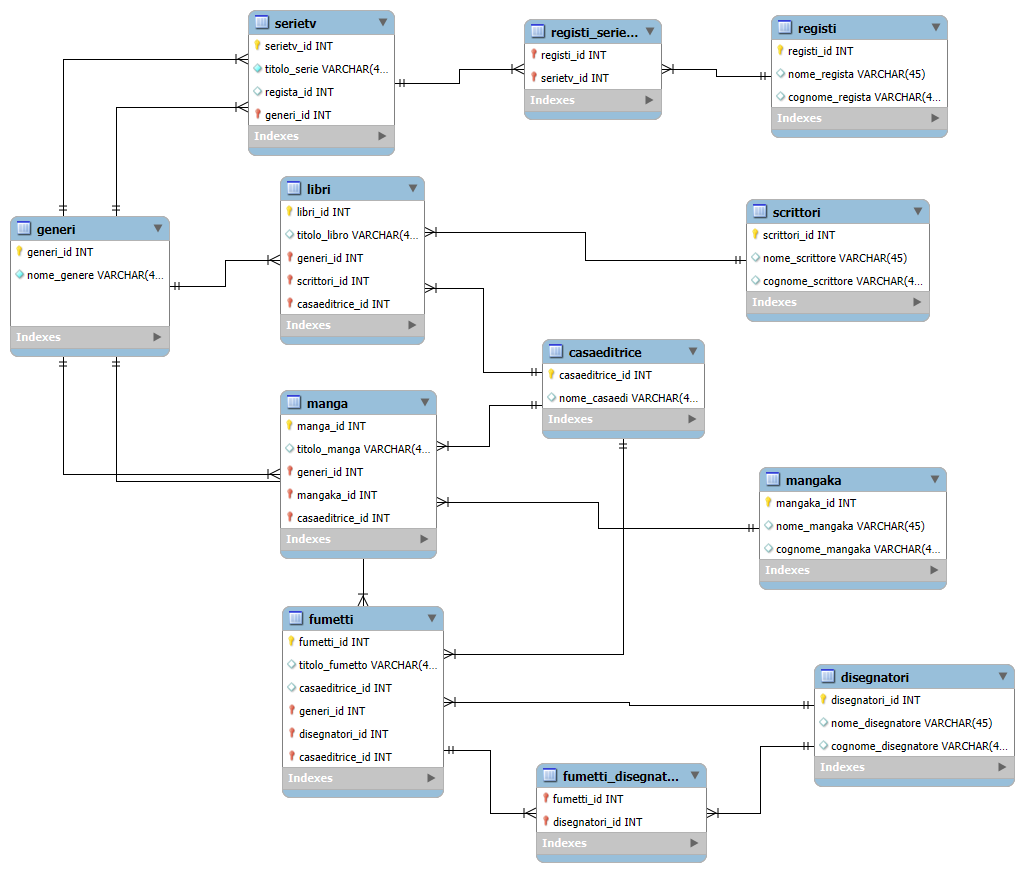 serietv
serietv_id INT
titolo_serie VARCHAR(4...
regista_id INT
generi_id INT
Indexes
registi_serie...
registi_id INT
serietv_id INT
Indexes
registi
registi_id INT
nome_regista VARCHAR(45)
cognome_regista VARCHAR(4...
Indexes
generi
generi_id INT
nome_genere VARCHAR(4...
Indexes
libri
libri_id INT
titolo_libro VARCHAR(4...
generi_id INT
scrittori_id INT
casaeditrice_id INT
Indexes
scrittori
scrittori_id INT
nome_scrittore VARCHAR(45)
cognome_scrittore VARCHAR(4...
Indexes
casaeditrice
casaeditrice_id INT
nome_casaedi VARCHAR(4...
Indexes
manga
manga_id INT
titolo_manga VARCHAR(4...
generi_id INT
mangaka_id INT
casaeditrice_id INT
Indexes
mangaka
mangaka_id INT
nome_mangaka VARCHAR(45)
cognome_mangaka VARCHAR(4...
Indexes
fumetti
fumetti_id INT
titolo_fumetto VARCHAR(4...
casaeditrice_id INT
generi_id INT
disegnatori_id INT
casaeditrice_id INT
Indexes
disegnatori
disegnatori_id INT
nome_disegnatore VARCHAR(45)
cognome_disegnatore VARCHAR(4...
Indexes
fumetti_disegnat...
fumetti_id INT
disegnatori_id INT
Indexes